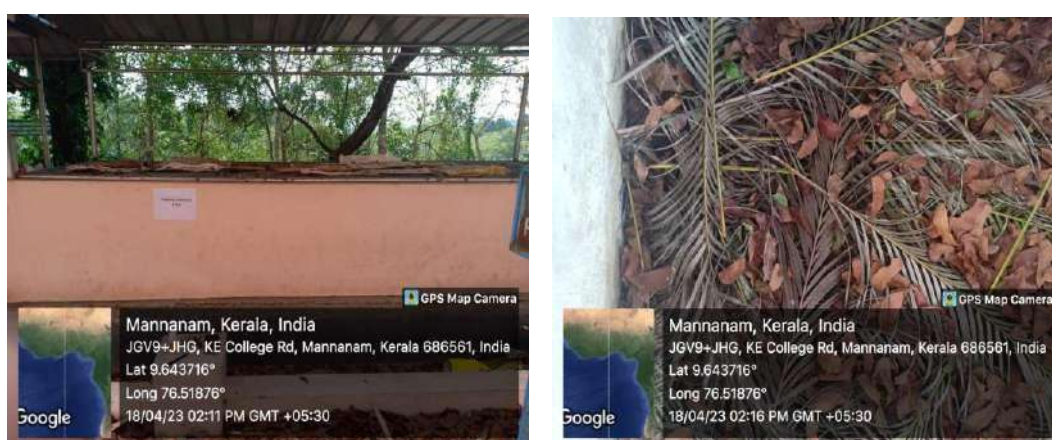 GPS Map Camera
Mannanam, Kerala, India
JGV9+JHG, KE College Rd, Mannanam, Kerala 686561, India
Lat 9.643716°
Long 76.51876°
18/04/23 02:11 PM GMT +05:30
Google
GPS Map Camera
Mannanam, Kerala, India
JGV9+JHG, KE College Rd, Mannanam, Kerala 686561, India
Lat 9.643716°
Long 76.51876°
18/04/23 02:16 PM GMT +05:30
Google